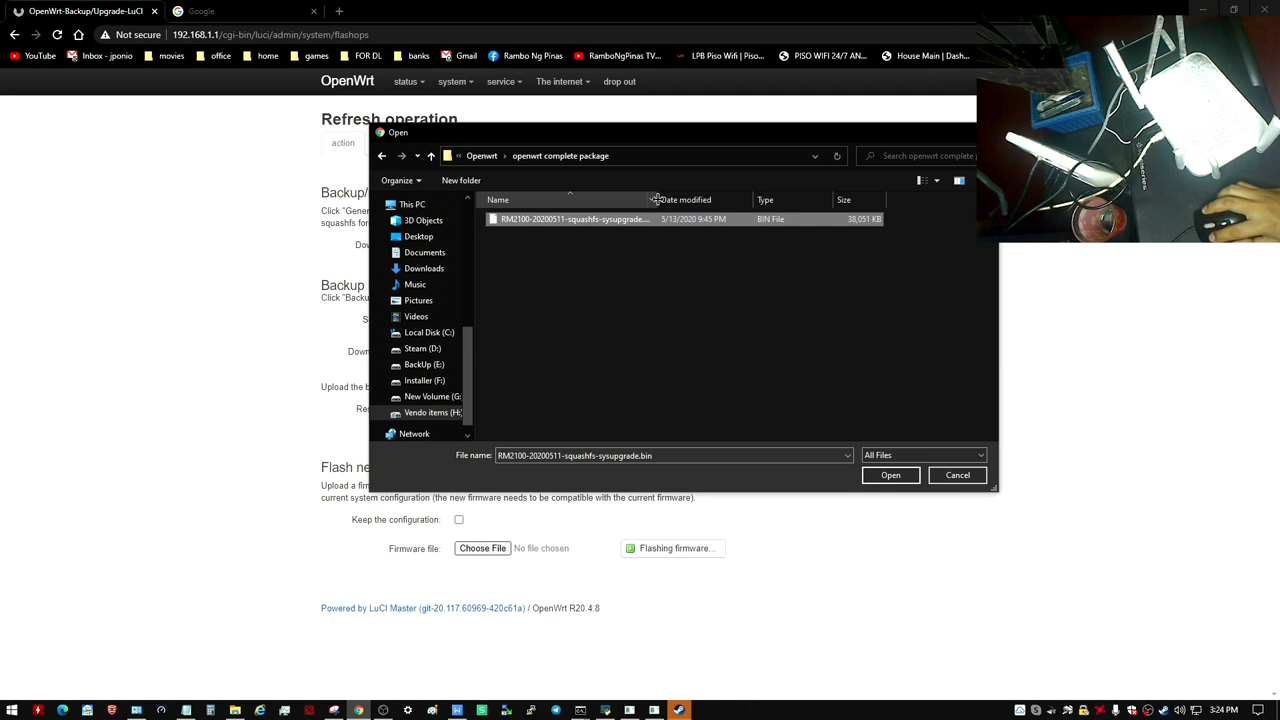 OpenWrt-Backup/Upgrade-LuCI
Google
Not secure 192.168.1.1/cgi-bin/luci/admin/system/flashops
YouTube
Inbox - jponio
movies
office
home
games
FOR DL
banks
Gmail
Rambo Ng Pinas
RamboNgPinas TV...
LPB Piso Wifi | Piso...
PISO WIFI 24/7 AN...
House Main | Dash...
OpenWrt status system service The internet drop out
Refresh operation
action
Open
« Openwrt › openwrt complete package
Search openwrt complete p
Organize
New folder
Name Date modified Type Size
RM2100-20200511-squashfs-sysupgrade.... 5/13/2020 9:45 PM BIN File 38,051 KB
This PC
3D Objects
Desktop
Documents
Downloads
Music
Pictures
Videos
Local Disk (C:)
Steam (D:)
BackUp (E:)
Installer (F:)
New Volume (G:
Vendo items (H:
Network
File name: RM2100-20200511-squashfs-sysupgrade.bin
All Files
Open
Cancel
Backup/
Click "Gener
squashfs for
Dow
Backup
Click "Backu
S
Down
Upload the b
Res
Flash ne
Upload a firm
current system configuration (the new firmware needs to be compatible with the current firmware).
Keep the configuration:
Firmware file: Choose File No file chosen
Flashing firmware...
Powered by LuCI Master (git-20.117.60969-420c61a) / OpenWrt R20.4.8
3:24 PM